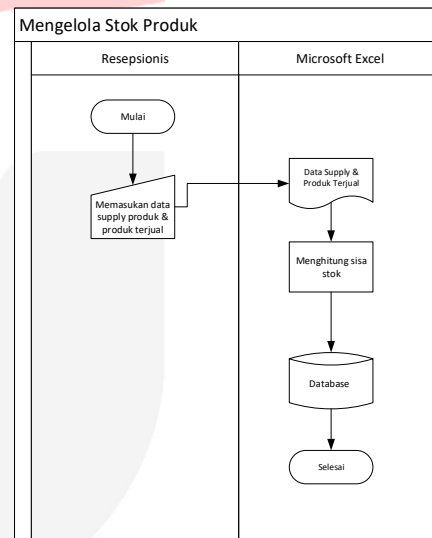 Mengelola Stok Produk
Resepsionis
Microsoft Excel
Mulai
Memasukan data
supply produk &
produk terjual
Data Supply &
Produk Terjual
Menghitung sisa
stok
Database
Selesai